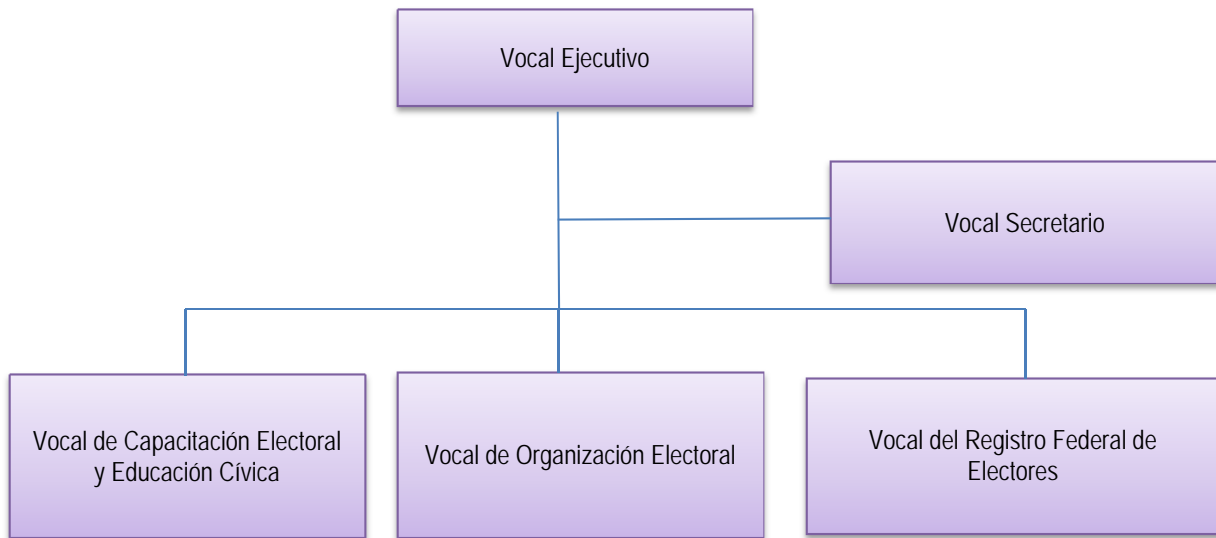 Vocal Ejecutivo
Vocal Secretario
Vocal de Capacitación Electoral
y Educación Cívica
Vocal de Organización Electoral
Vocal del Registro Federal de
Electores